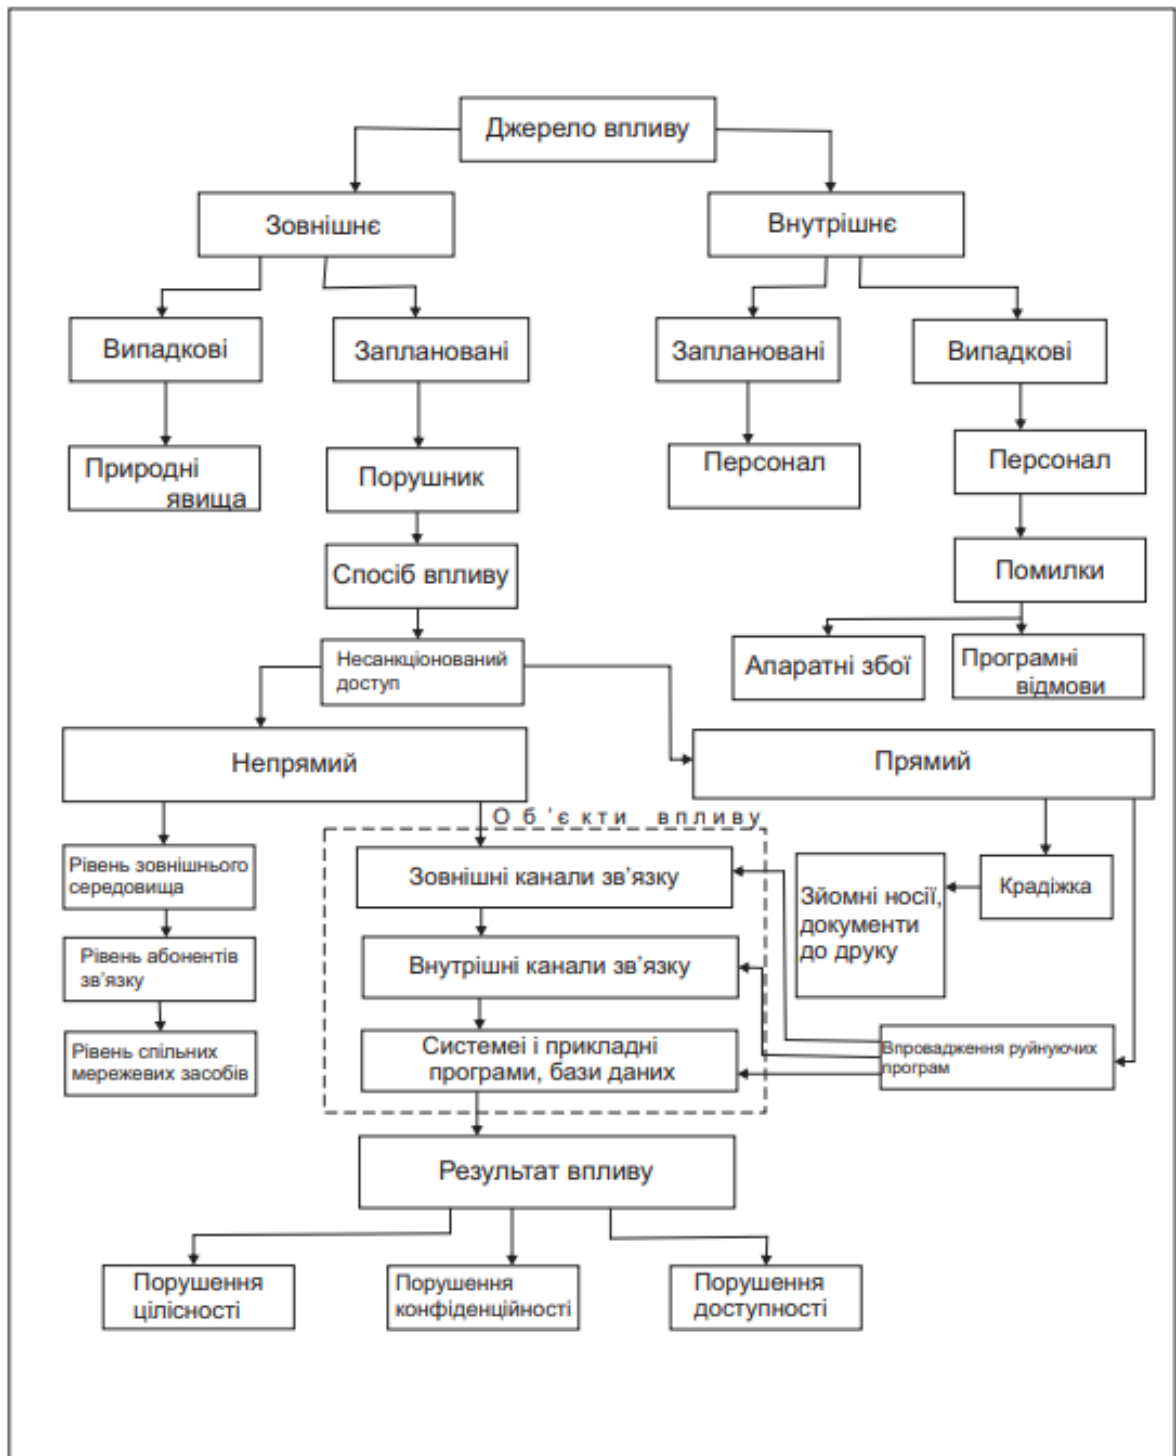 Джерело впливу
Зовнішнє
Внутрішнє
Випадкові
Заплановані
Заплановані
Випадкові
Природні
явища
Порушник
Персонал
Персонал
Спосіб впливу
Помилки
Несанкціонований
доступ
Апаратні збої
Програмні
відмови
Непрямий
Прямий
Об'єкти впливу
Рівень зовнішнього
середовища
Зовнішні канали зв'язку
Зйомні носії,
документи
до друку
Крадіжка
Рівень абонентів
зв'язку
Внутрішні канали зв'язку
Рівень спільних
мережевих засобів
Системеі і прикладні
програми, бази даних
Впровадження руйнуючих
програм
Результат впливу
Порушення
цілісності
Порушення
конфіденційності
Порушення
доступності